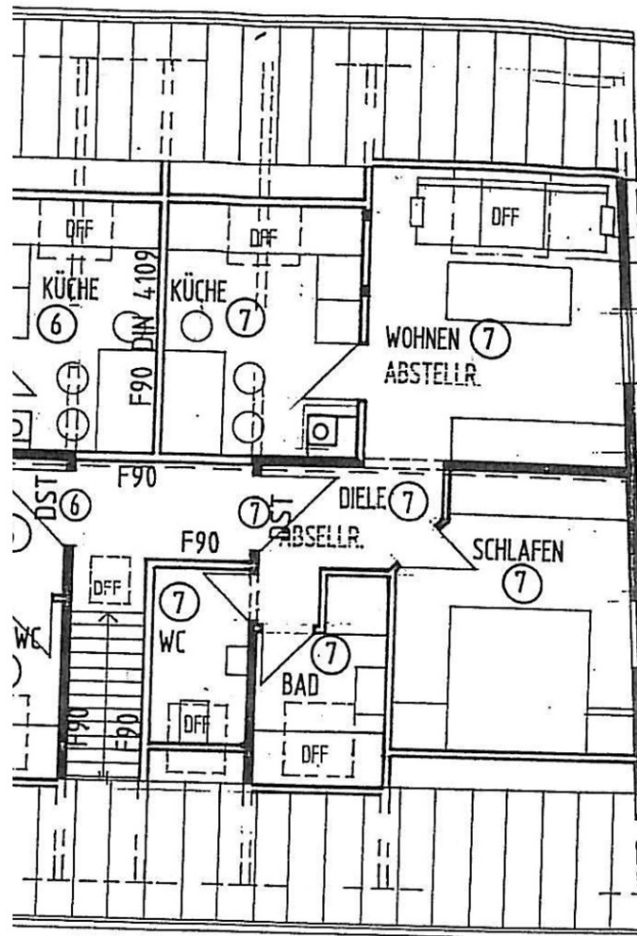 DFF
DFF
DFF
KÜCHE
6
F90 DIN 4109
KÜCHE
7
WOHNEN 7
ABSTELLR.
F90
DST 6
7 DST
DIELE 7
ABSELLR.
F90
SCHLAFEN
7
DFF
7
WC
WC
7
BAD
F90
F90
DFF
DFF